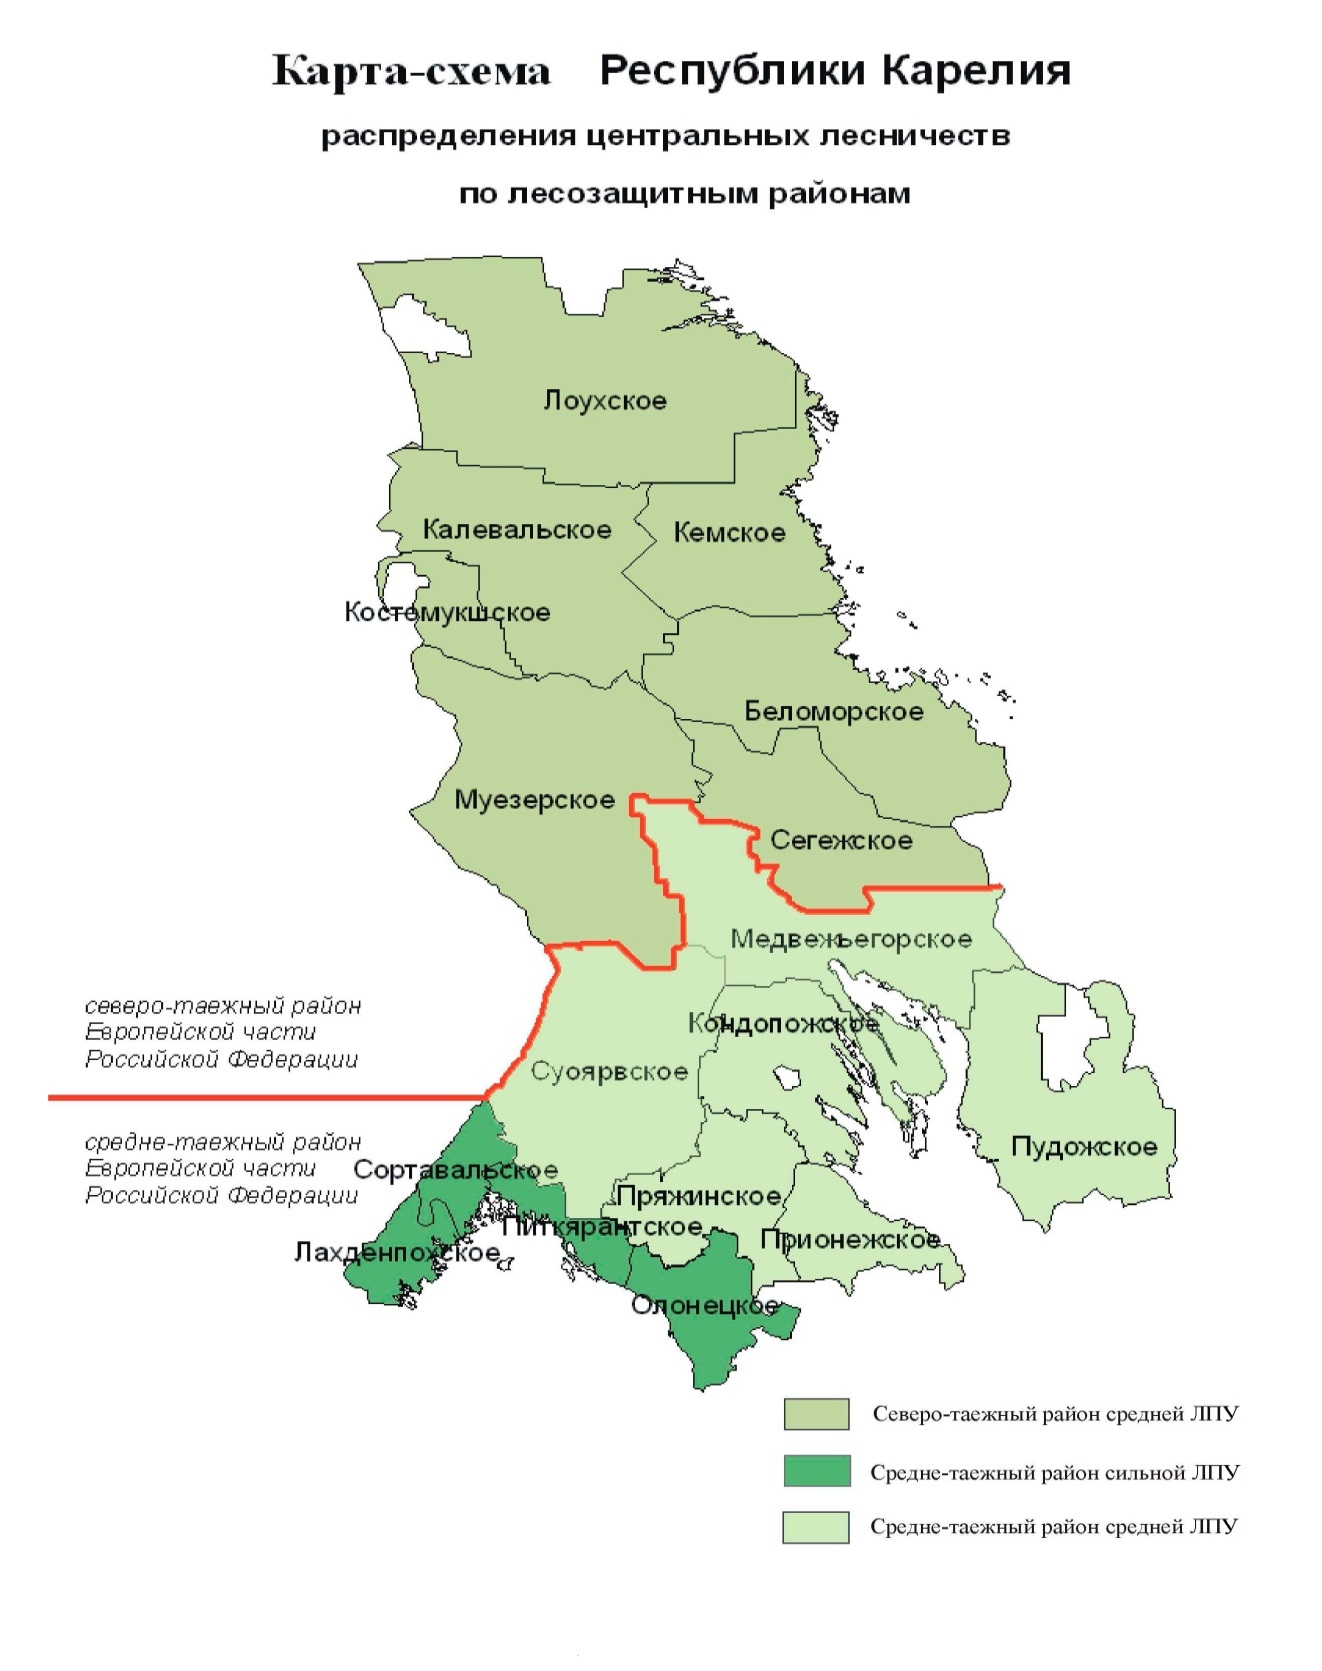 Карта-схема Республики Карелия
распределения центральных лесничеств
по лесозащитным районам
Лоухское
Калевальское
Кемское
Костомукшское
Беломорское
Муезерское
Сегежское
Медвежьегорское
северо-таежный район
Европейской части
Российской Федерации
Кондопожское
Суоярвское
средне-таежный район
Европейской части
Российской Федерации
Сортавальское
Пудожское
Пряжинское
Питкярантское
Прионежское
Лахденпохское
Олонецкое
Северо-таежный район средней ЛПУ
Средне-таежный район сильной ЛПУ
Средне-таежный район средней ЛПУ